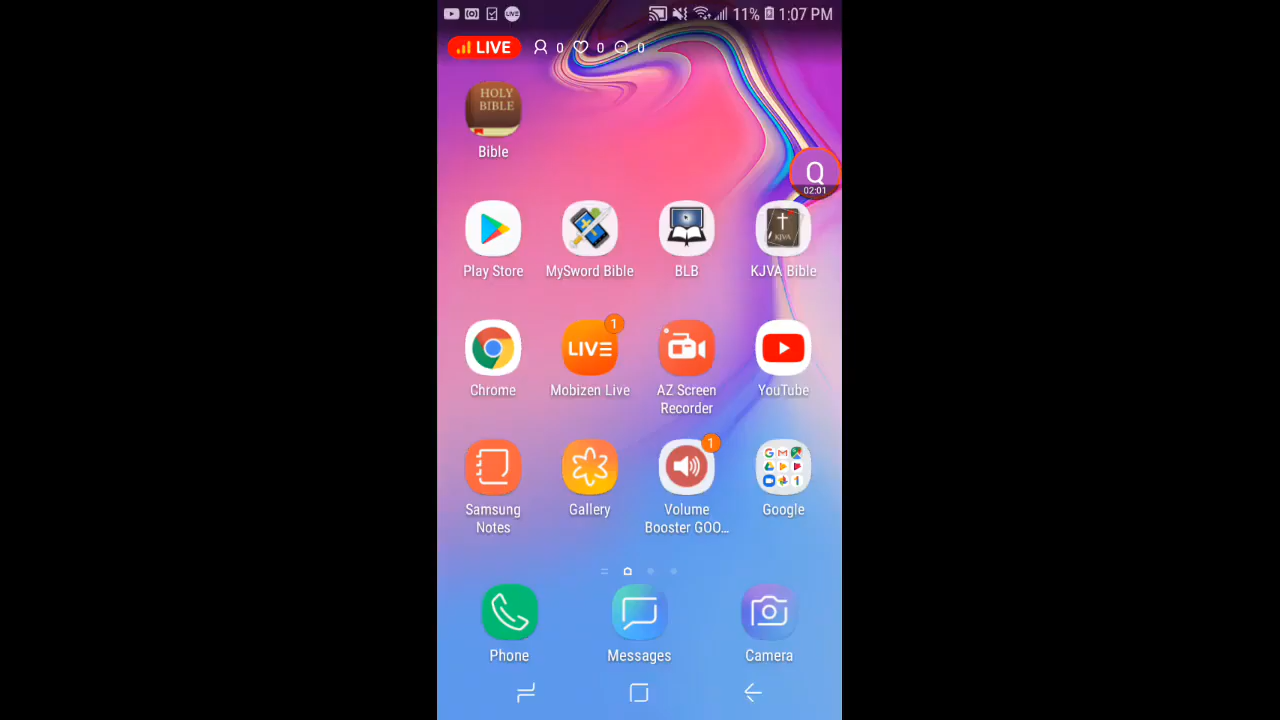 LIVE 11% 1:07 PM
LIVE 0 0 0
HOLY
BIBLE
Bible
Q
02:01
KJVA
Play Store MySword Bible BLB KJVA Bible
1
LIVE
Chrome Mobizen Live AZ Screen YouTube
Recorder
1
Samsung Gallery Volume Google
Notes Booster GOO...
Phone Messages Camera